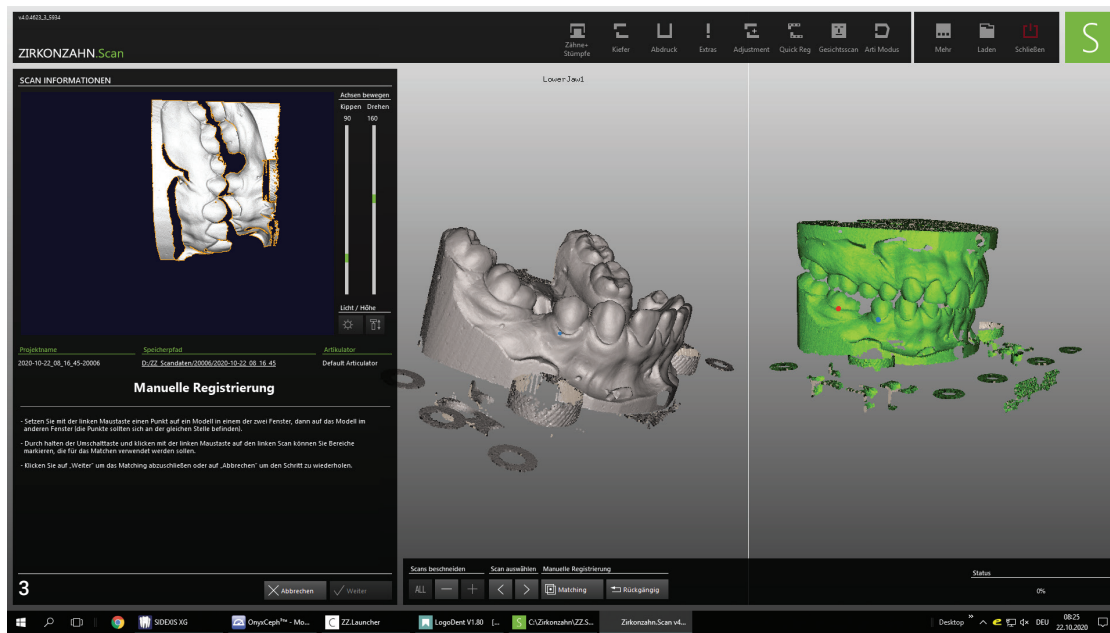 v4.0.4623_3_5934
ZIRKONZAHN.Scan
Zähne+
Stümpfe
Kiefer
Abdruck
Extras
Adjustment
Quick Reg
Gesichtsscan
Arti Modus
Mehr
Laden
Schließen
S
SCAN INFORMATIONEN
Achsen bewegen
Kippen Drehen
90 160
Licht / Höhe
LowerJaw1
Projektname Speicherpfad Artikulator
2020-10-22_08_16_45-20006 D:/ZZ_Scandaten/20006/2020-10-22_08_16_45 Default Articulator
Manuelle Registrierung
- Setzen Sie mit der linken Maustaste einen Punkt auf ein Modell in einem der zwei Fenster, dann auf das Modell im
anderen Fenster (die Punkte sollten sich an der gleichen Stelle befinden).
- Durch halten der Umschalttaste und klicken mit der linken Maustaste auf den linken Scan können Sie Bereiche
markieren, die für das Matchen verwendet werden sollen.
- Klicken Sie auf „Weiter" um das Matching abzuschließen oder auf „Abbrechen" um den Schritt zu wiederholen.
3
Abbrechen
Weiter
Scans beschneiden
Scan auswählen
Manuelle Registrierung
ALL
Matching
Rückgängig
Status
0%
SIDEXIS XG
OnyxCeph³™ - Mo...
ZZ.Launcher
LogoDent V1.80 [...
C:\Zirkonzahn\ZZ.S...
Zirkonzahn.Scan v4...
Desktop
DEU
08:25
22.10.2020